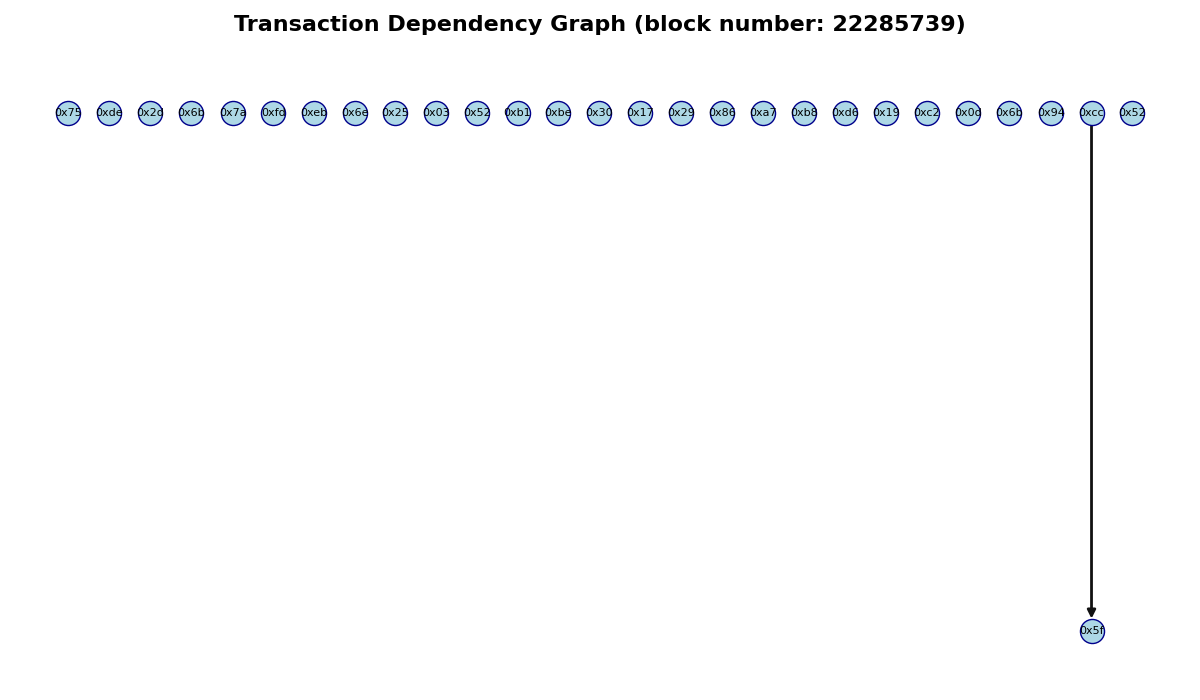 Transaction Dependency Graph (block number: 22285739)
0x75 0xde 0x2d 0x6b 0x7a 0xfd 0xeb 0x6e 0x25 0x03 0x52 0xb1 0xbe 0x30 0x17 0x29 0x86 0xa7 0xb8 0xd6 0x19 0xc2 0x0d 0x6b 0x94 0xcc 0x52
0x5f